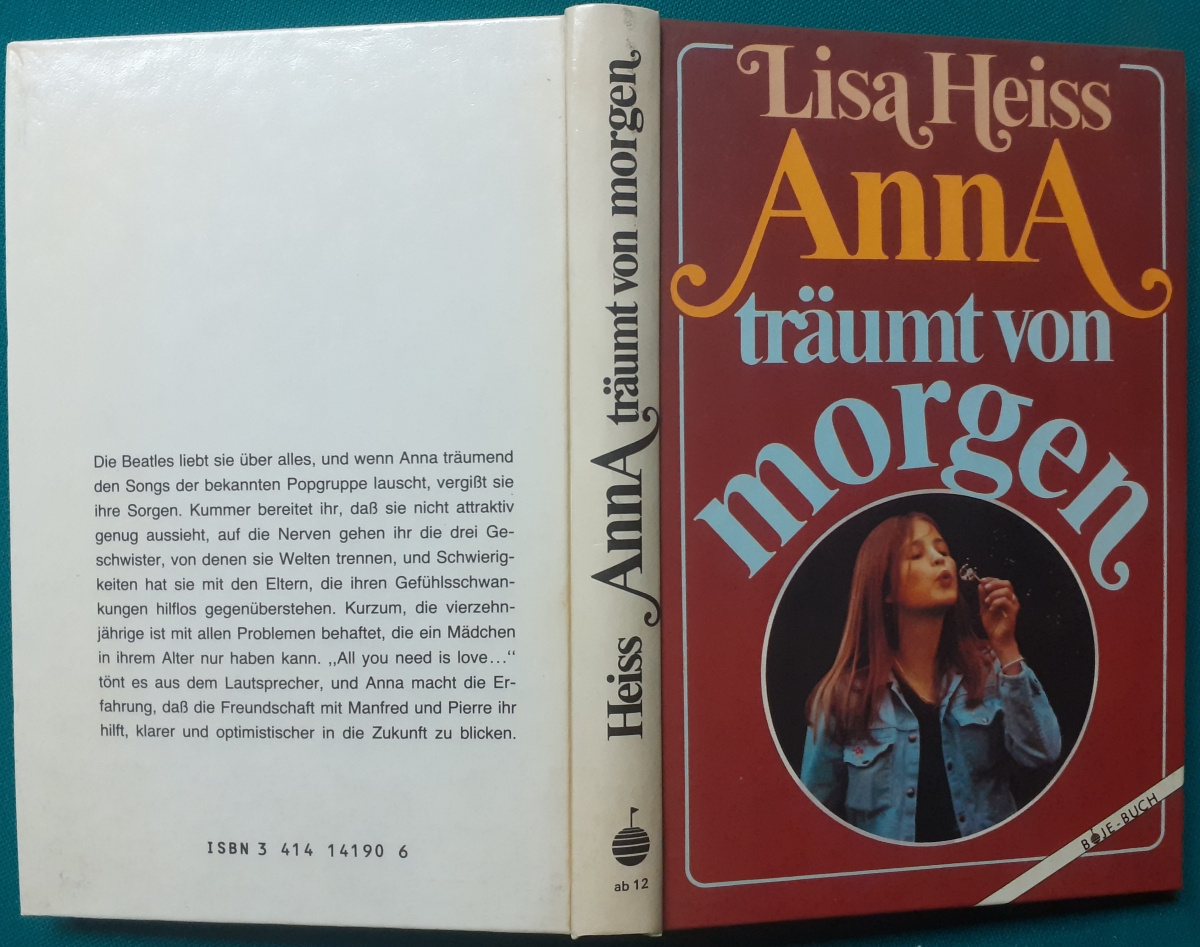 Die Beatles liebt sie über alles, und wenn Anna träumend
den Songs der bekannten Popgruppe lauscht, vergißt sie
ihre Sorgen. Kummer bereitet ihr, daß sie nicht attraktiv
genug aussieht, auf die Nerven gehen ihr die drei Ge-
schwister, von denen sie Welten trennen, und Schwierig-
keiten hat sie mit den Eltern, die ihren Gefühlsschwan-
kungen hilflos gegenüberstehen. Kurzum, die vierzehn-
jährige ist mit allen Problemen behaftet, die ein Mädchen
in ihrem Alter nur haben kann. „All you need is love...“
tönt es aus dem Lautsprecher, und Anna macht die Er-
fahrung, daß die Freundschaft mit Manfred und Pierre ihr
hilft, klarer und optimistischer in die Zukunft zu blicken.
ISBN 3 414 14190 6
Heiss AnnA träumt von morgen
ab 12
Lisa Heiss
AnnA
träumt von
morgen
BOJE-BUCH